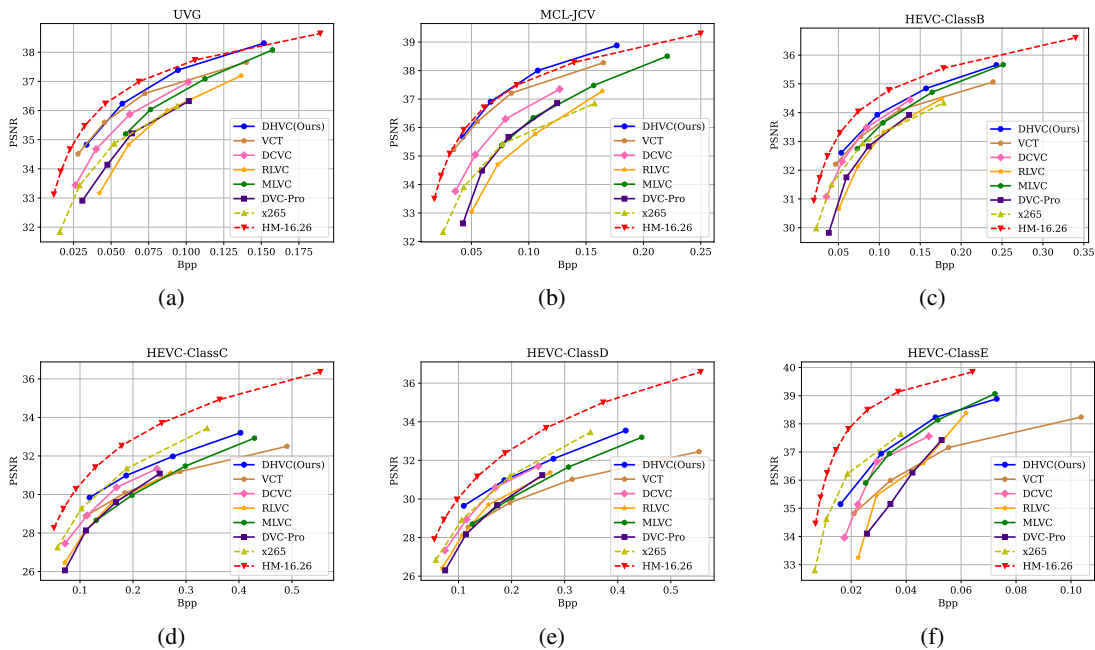 UVG
PSNR
38
37
36
35
34
33
32
0.025
0.050
0.075
0.100
0.125
0.150
0.175
Bpp
DHVC(Ours)
VCT
DCVC
RLVC
MLVC
DVC-Pro
x265
HM-16.26
(a)
MCL-JCV
PSNR
39
38
37
36
35
34
33
32
0.05
0.10
0.15
0.20
0.25
Bpp
DHVC(Ours)
VCT
DCVC
RLVC
MLVC
DVC-Pro
x265
HM-16.26
(b)
HEVC-ClassB
PSNR
36
35
34
33
32
31
30
0.05
0.10
0.15
0.20
0.25
0.30
0.35
Bpp
DHVC(Ours)
VCT
DCVC
RLVC
MLVC
DVC-Pro
x265
HM-16.26
(c)
HEVC-ClassC
PSNR
36
34
32
30
28
26
0.1
0.2
0.3
0.4
0.5
Bpp
DHVC(Ours)
VCT
DCVC
RLVC
MLVC
DVC-Pro
x265
HM-16.26
(d)
HEVC-ClassD
PSNR
36
34
32
30
28
26
0.1
0.2
0.3
0.4
0.5
Bpp
DHVC(Ours)
VCT
DCVC
RLVC
MLVC
DVC-Pro
x265
HM-16.26
(e)
HEVC-ClassE
PSNR
40
39
38
37
36
35
34
33
0.02
0.04
0.06
0.08
0.10
Bpp
DHVC(Ours)
VCT
DCVC
RLVC
MLVC
DVC-Pro
x265
HM-16.26
(f)